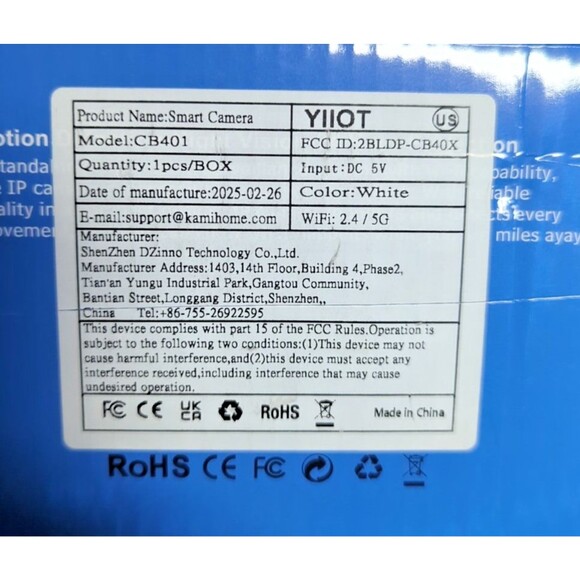 Product Name:Smart Camera
YIIOT
US
Model:CB401
FCC ID:2BLDP-CB40X
Quantity:1pcs/BOX
Input:DC 5V
Date of manufacture:2025-02-26
Color:White
E-mail:support@kamihome.com
WiFi: 2.4 / 5G
Manufacturer:
ShenZhen DZinno Technology Co.,Ltd.
Manufacturer Address:1403,14th Floor,Building 4,Phase2,
Tian'an Yungu Industrial Park,Gangtou Community,
Bantian Street,Longgang District,Shenzhen,,
China Tel:+86-755-26922595
This device complies with part 15 of the FCC Rules.Operation is
subject to the following two conditions:(1)This device may not
cause harmful interference,and(2)this device must accept any
interference received,including interference that may cause
undesired operation.
FC CE UK CA RoHS Made in China
RoHS CE FC
miles away